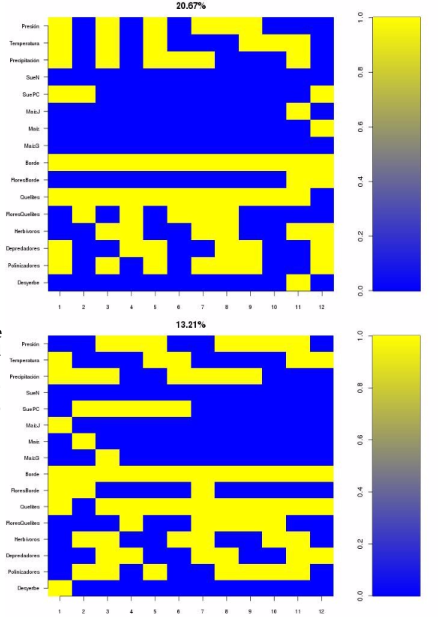 20.67%
Presión
Temperatura
Precipitación
SueN
SuePC
MaizJ
Maiz
MaizG
Borde
FloresBorde
Quelites
FloresQuelites
Herbivoros
Depredadores
Polinizadores
Desyerbe
1 2 3 4 5 6 7 8 9 10 11 12
0.0 0.2 0.4 0.6 0.8 1.0
13.21%
Presión
Temperatura
Precipitación
SueN
SuePC
MaizJ
Maiz
MaizG
Borde
FloresBorde
Quelites
FloresQuelites
Herbivoros
Depredadores
Polinizadores
Desyerbe
1 2 3 4 5 6 7 8 9 10 11 12
0.0 0.2 0.4 0.6 0.8 1.0